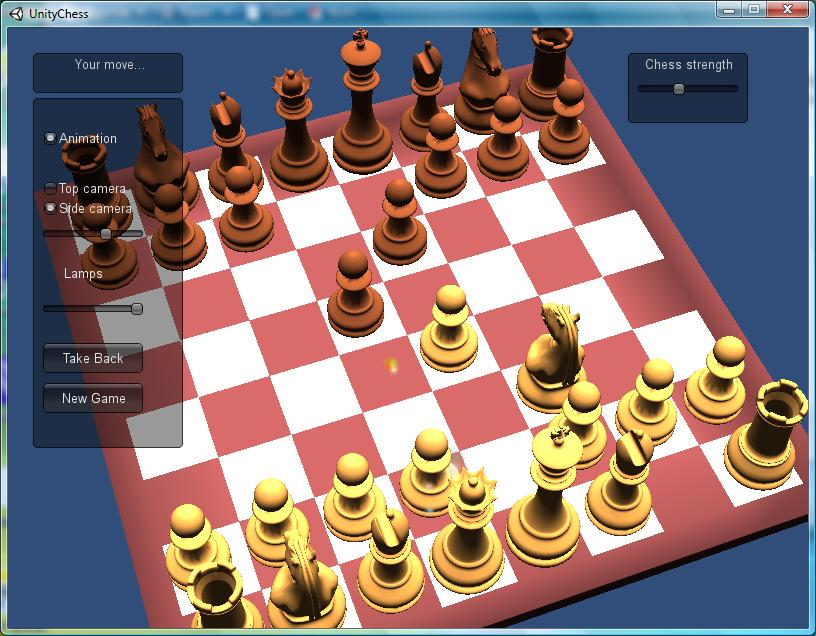 UnityChess
Your move...
Chess strength
Animation
Top camera
Side camera
Lamps
Take Back
New Game